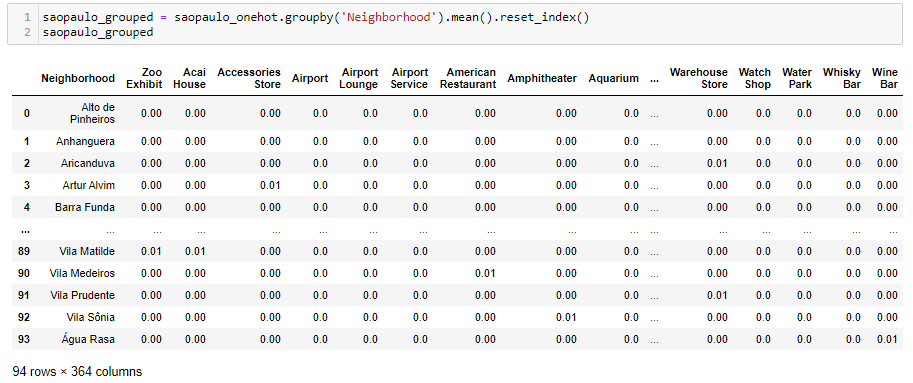 1 saopaulo_grouped = saopaulo_onehot.groupby('Neighborhood').mean().reset_index()
2 saopaulo_grouped
Neighborhood Zoo Exhibit Acai House Accessories Store Airport Airport Lounge Airport Service American Restaurant Amphitheater Aquarium ... Warehouse Store Watch Shop Water Park Whisky Bar Wine Bar
0 Alto de Pinheiros 0.00 0.00 0.00 0.0 0.0 0.0 0.00 0.00 0.0 ... 0.00 0.0 0.0 0.0 0.00
1 Anhanguera 0.00 0.00 0.00 0.0 0.0 0.0 0.00 0.00 0.0 ... 0.00 0.0 0.0 0.0 0.00
2 Aricanduva 0.00 0.00 0.00 0.0 0.0 0.0 0.00 0.00 0.0 ... 0.01 0.0 0.0 0.0 0.00
3 Artur Alvim 0.00 0.00 0.01 0.0 0.0 0.0 0.00 0.00 0.0 ... 0.00 0.0 0.0 0.0 0.00
4 Barra Funda 0.00 0.00 0.00 0.0 0.0 0.0 0.00 0.00 0.0 ... 0.00 0.0 0.0 0.0 0.00
... ... ... ... ... ... ... ... ... ... ... ... ... ... ... ... ...
89 Vila Matilde 0.01 0.01 0.00 0.0 0.0 0.0 0.00 0.00 0.0 ... 0.00 0.0 0.0 0.0 0.00
90 Vila Medeiros 0.00 0.00 0.00 0.0 0.0 0.0 0.01 0.00 0.0 ... 0.00 0.0 0.0 0.0 0.00
91 Vila Prudente 0.00 0.00 0.00 0.0 0.0 0.0 0.00 0.00 0.0 ... 0.01 0.0 0.0 0.0 0.00
92 Vila Sônia 0.00 0.00 0.00 0.0 0.0 0.0 0.00 0.01 0.0 ... 0.00 0.0 0.0 0.0 0.00
93 Água Rasa 0.00 0.00 0.00 0.0 0.0 0.0 0.00 0.00 0.0 ... 0.00 0.0 0.0 0.0 0.01
94 rows × 364 columns